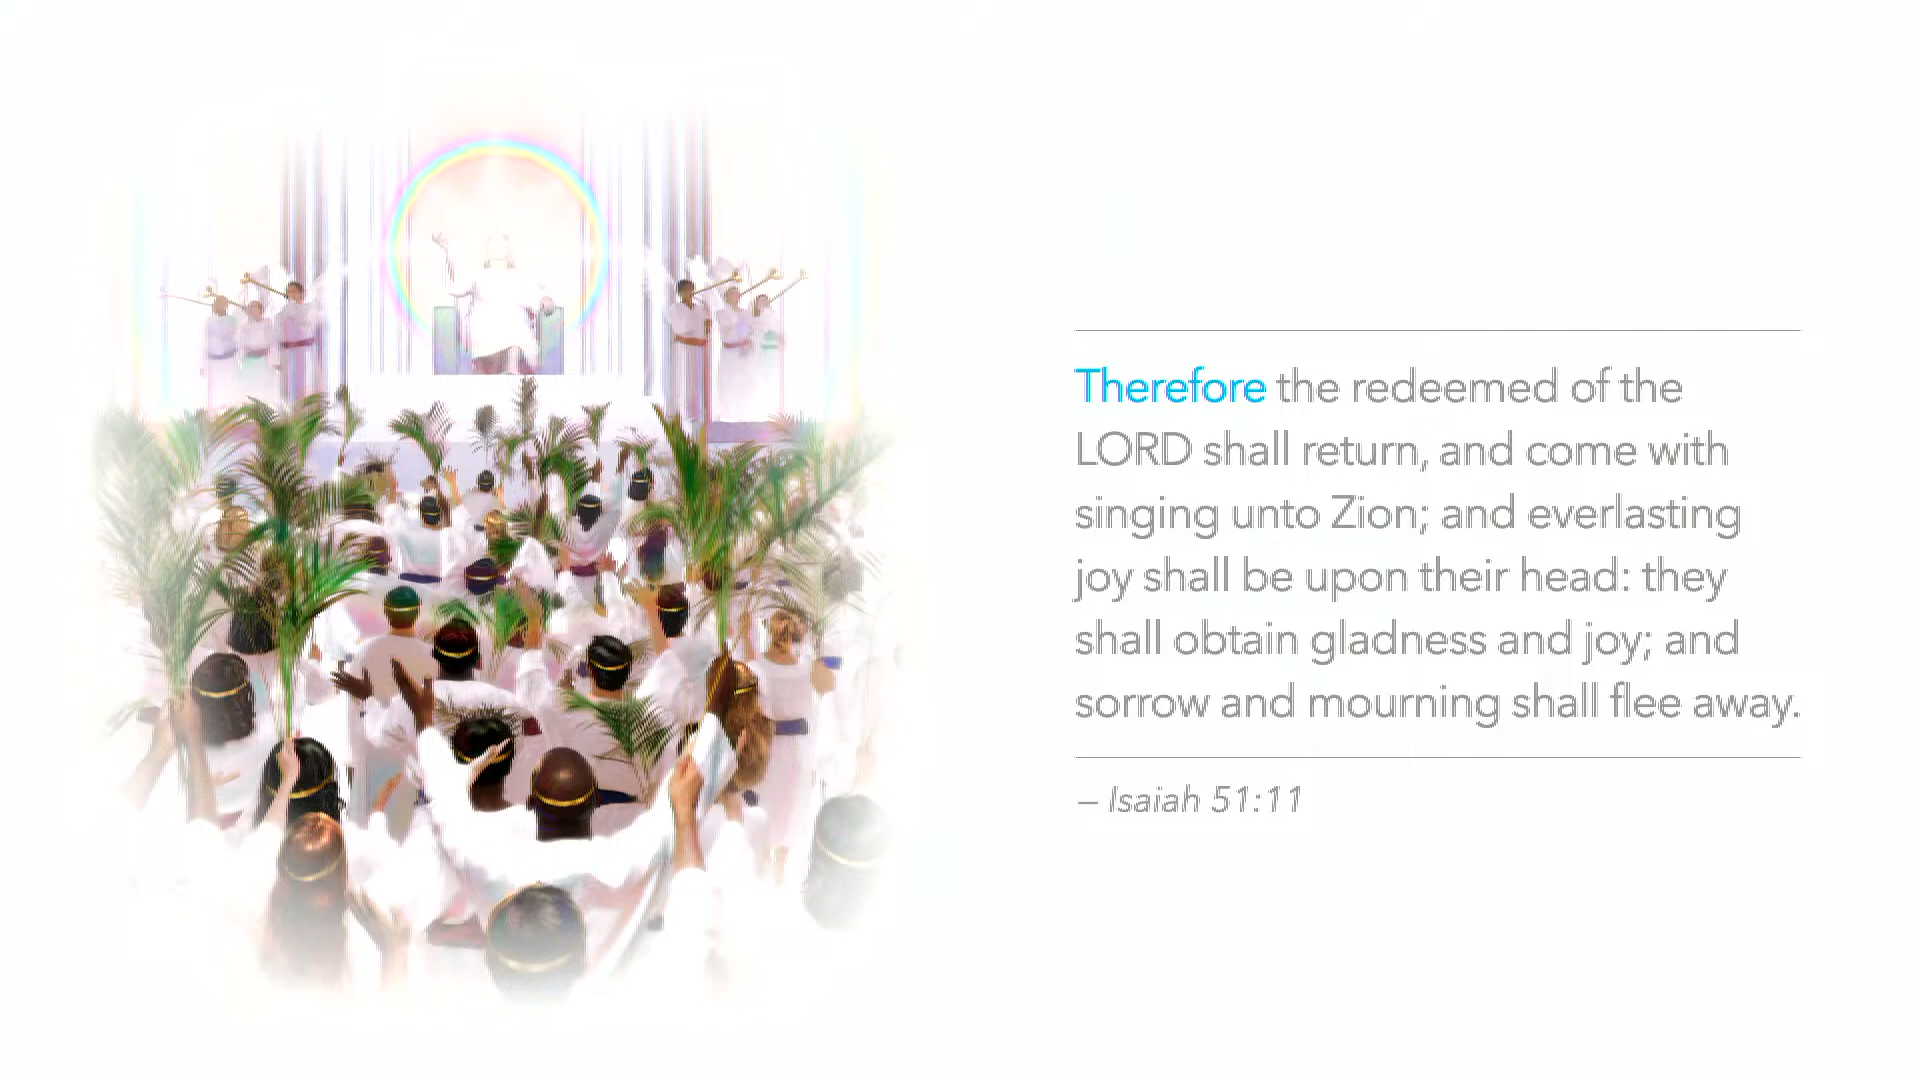 Therefore the redeemed of the
LORD shall return, and come with
singing unto Zion; and everlasting
joy shall be upon their head: they
shall obtain gladness and joy; and
sorrow and mourning shall flee away.
– Isaiah 51:11